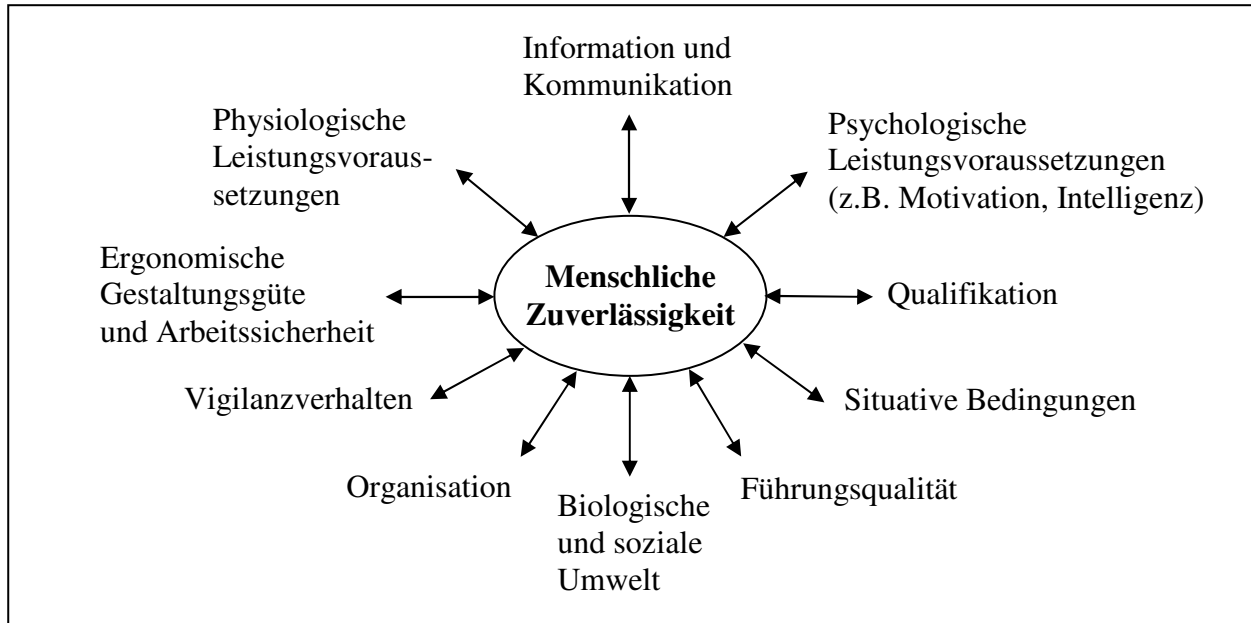 Information und
Kommunikation
Physiologische
Leistungsvoraus-
setzungen
Psychologische
Leistungsvoraussetzungen
(z.B. Motivation, Intelligenz)
Ergonomische
Gestaltungsgüte
und Arbeitssicherheit
Menschliche
Zuverlässigkeit
Qualifikation
Vigilanzverhalten
Situative Bedingungen
Organisation
Biologische
und soziale
Umwelt
Führungsqualität